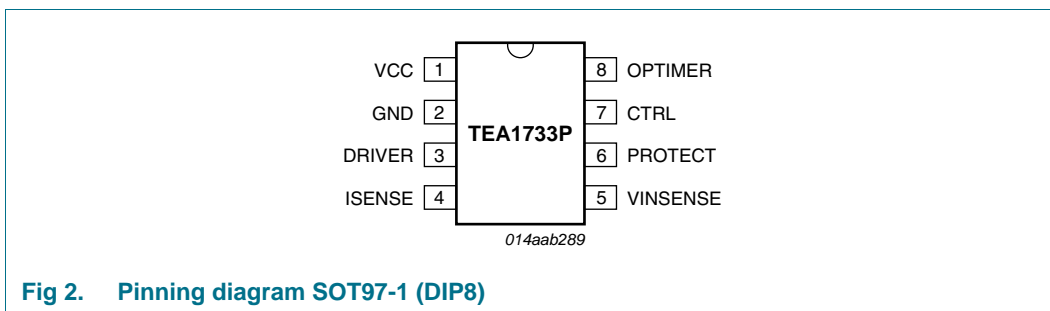 VCC 1 8 OPTIMER
GND 2 7 CTRL
TEA1733P
DRIVER 3 6 PROTECT
ISENSE 4 5 VINSENSE
014aab289
Fig 2. Pinning diagram SOT97-1 (DIP8)